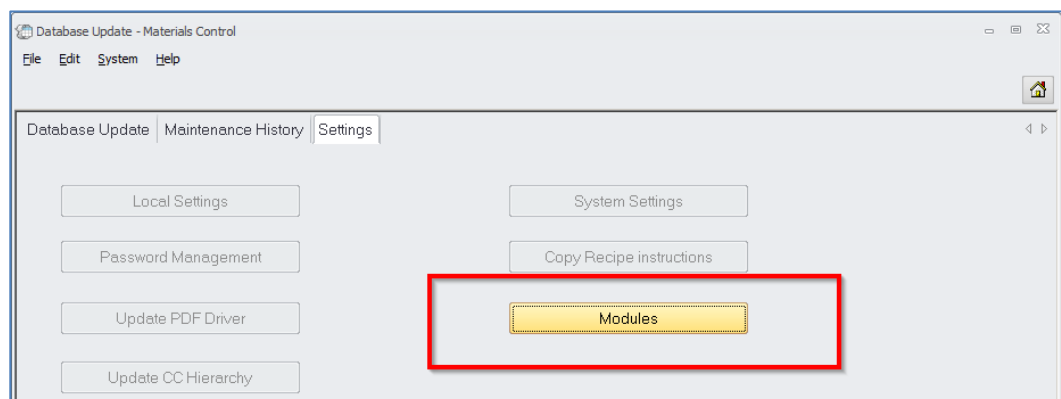 Database Update - Materials Control
File Edit System Help
Database Update Maintenance History Settings
Local Settings System Settings
Password Management Copy Recipe instructions
Update PDF Driver Modules
Update CC Hierarchy